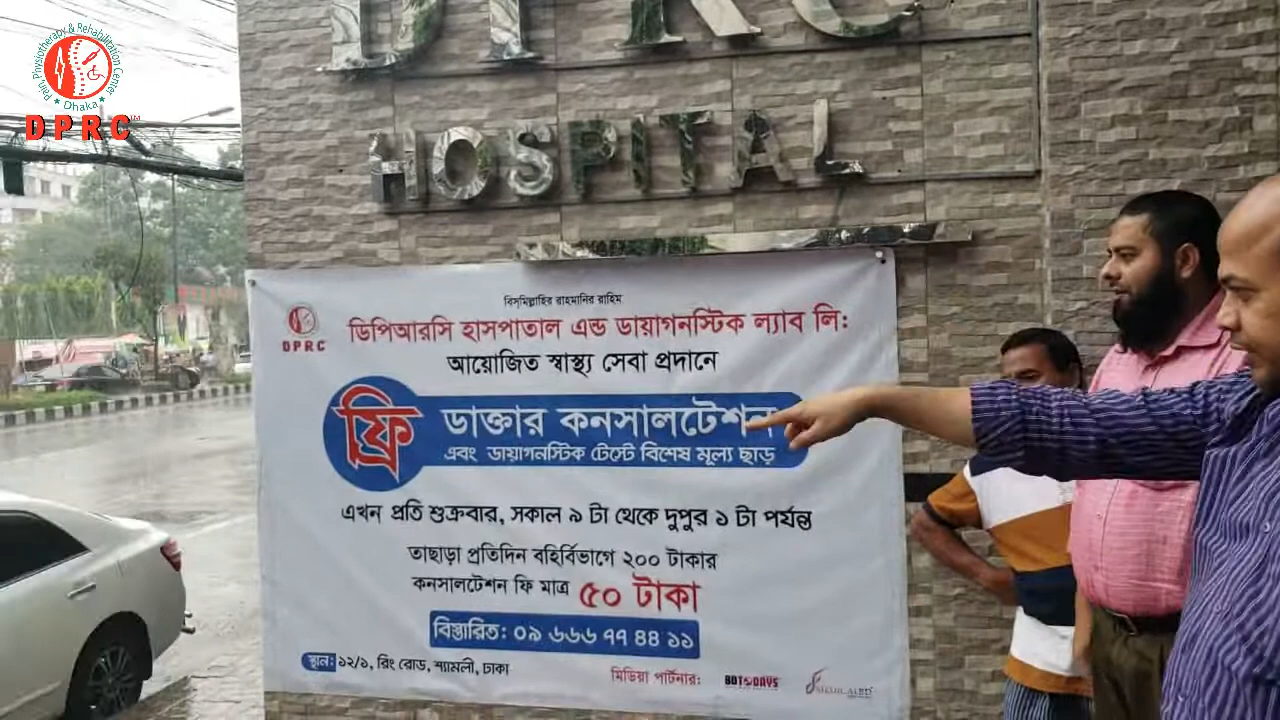 Pain, Physiotherapy & Rehabilitation Center
Dhaka
DPRC
DPRC
HOSPITAL
বিসমিল্লাহির রাহমানির রাহিম
DPRC
ডিপিআরসি হাসপাতাল এন্ড ডায়াগনস্টিক ল্যাব লি:
আয়োজিত স্বাস্থ্য সেবা প্রদানে
ফ্রি
ডাক্তার কনসালটেশন
এবং ডায়াগনস্টিক টেস্টে বিশেষ মূল্য ছাড়
এখন প্রতি শুক্রবার, সকাল ৯ টা থেকে দুপুর ১ টা পর্যন্ত
তাছাড়া প্রতিদিন বহির্বিভাগে ২০০ টাকার
কনসালটেশন ফি মাত্র ৫০ টাকা
বিস্তারিত: ০৯ ৬৬৬ ৭৭ ৪৪ ১১
স্থান: ১২/১, রিং রোড, শ্যামলী, ঢাকা
মিডিয়া পার্টনার: BDTODAYS